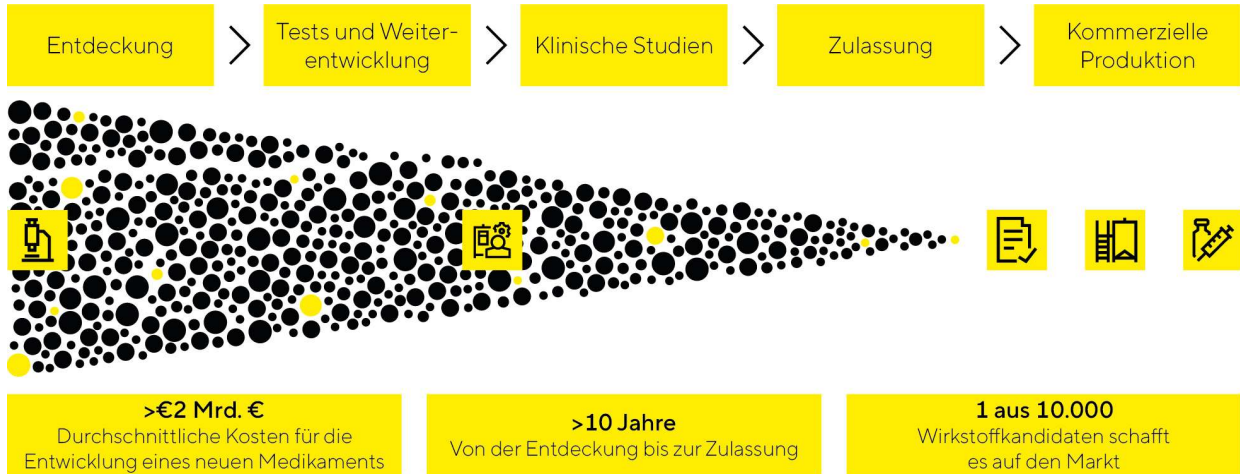 Entdeckung
Tests und Weiter-
entwicklung
Klinische Studien
Zulassung
Kommerzielle
Produktion
>€2 Mrd. €
Durchschnittliche Kosten für die
Entwicklung eines neuen Medikaments
>10 Jahre
Von der Entdeckung bis zur Zulassung
1 aus 10.000
Wirkstoffkandidaten schafft
es auf den Markt